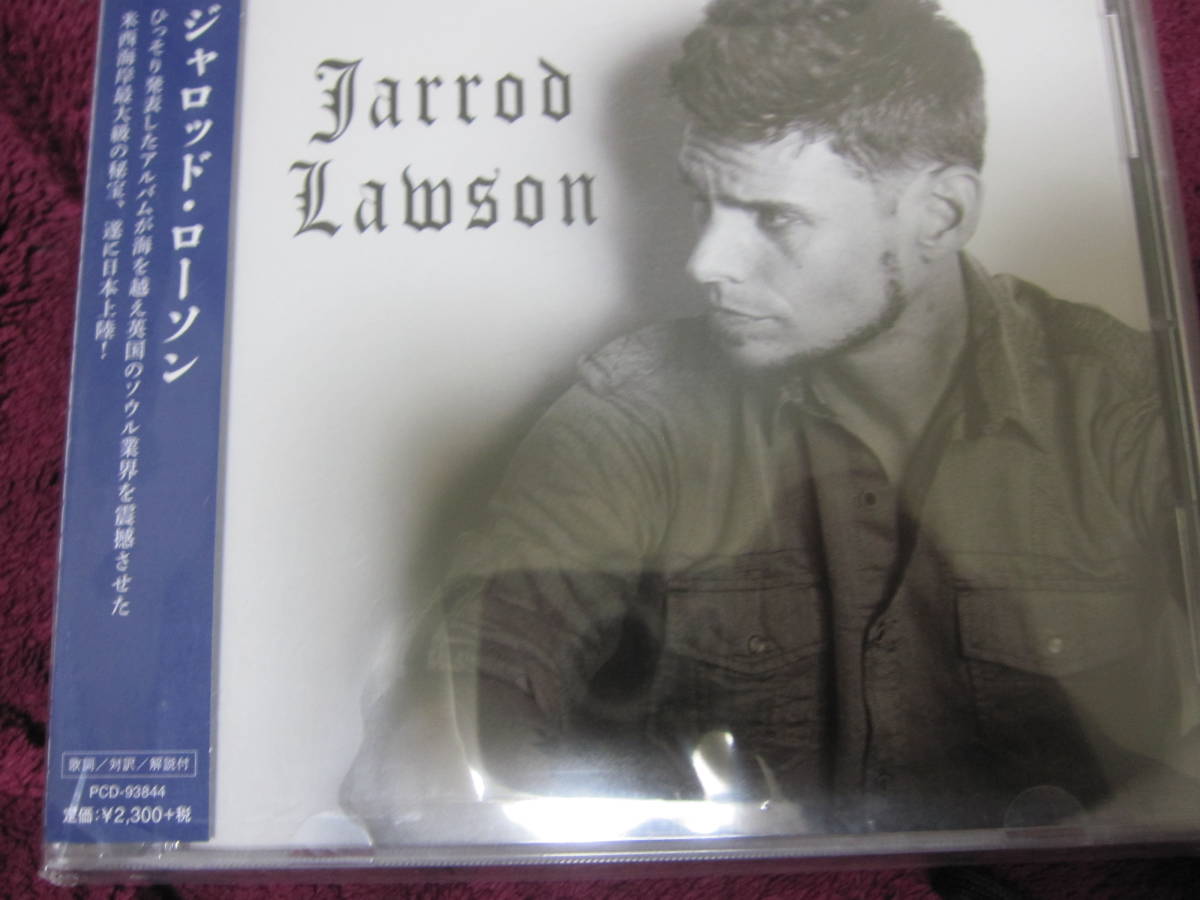 ジャロッド・ローソン
ひっそり発表したアルバムが海を越え英国のソウル業界を震撼させた
米西海岸最大級の秘宝、遂に日本上陸!
歌詞/対訳/解説付
PCD-93844
定価:¥2,300+税
Jarrod
Lawson